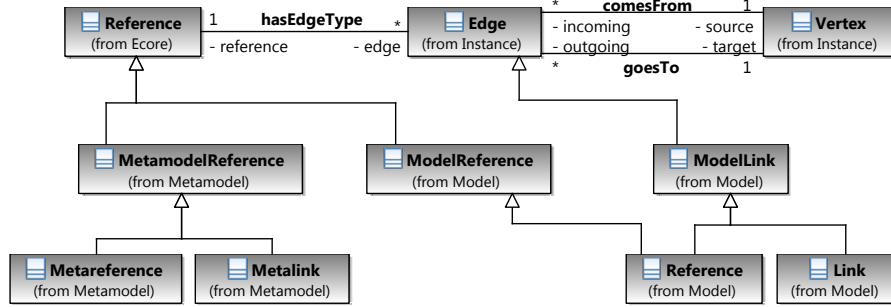 Reference
(from Ecore)
1 hasEdgeType *
- reference - edge
Edge
(from Instance)
* comesFrom 1
- incoming - source
- outgoing - target
* goesTo 1
Vertex
(from Instance)
MetamodelReference
(from Metamodel)
ModelReference
(from Model)
ModelLink
(from Model)
Metareference
(from Metamodel)
Metalink
(from Metamodel)
Reference
(from Model)
Link
(from Model)